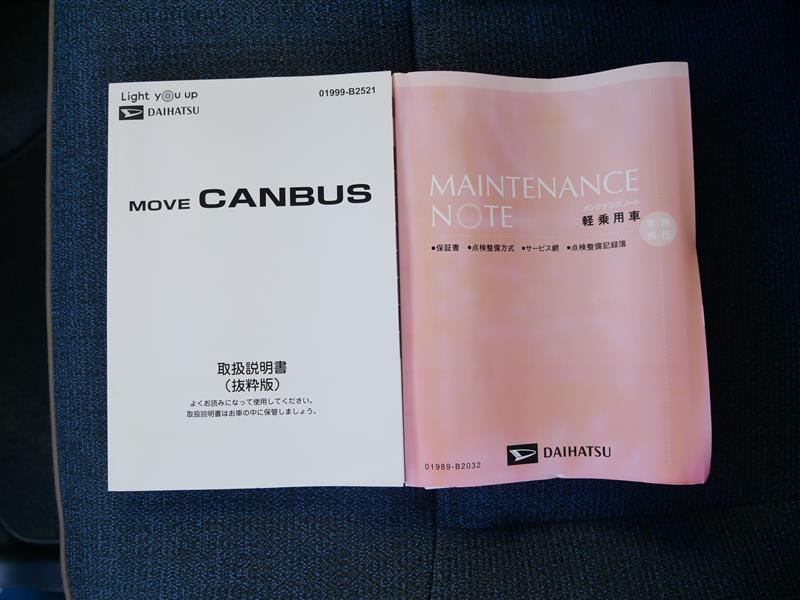 Light you up
DAIHATSU
01999-B2521
MOVE CANBUS
取扱説明書
(抜粋版)
よくお読みになって使用してください。
取扱説明書はお車の中に保管しましょう。
MAINTENANCE
NOTE
メンテナンスノート
軽乗用車
常時
携行
●保証書 ●点検整備方式 ●サービス網 ●点検整備記録簿
DAIHATSU
01989-B2032